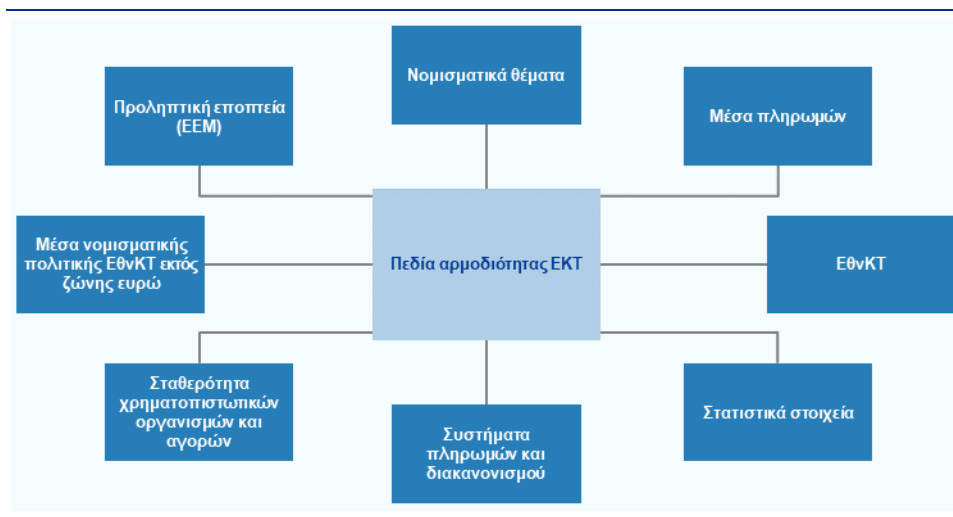 Νομισματικά θέματα
Προληπτική εποπτεία
(ΕΕΜ)
Μέσα πληρωμών
Μέσα νομισματικής
πολιτικής ΕθνΚΤ εκτός
ζώνης ευρώ
Πεδία αρμοδιότητας ΕΚΤ
ΕθνΚΤ
Σταθερότητα
χρηματοπιστωτικών
οργανισμών και
αγορών
Συστήματα
πληρωμών και
διακανονισμού
Στατιστικά στοιχεία